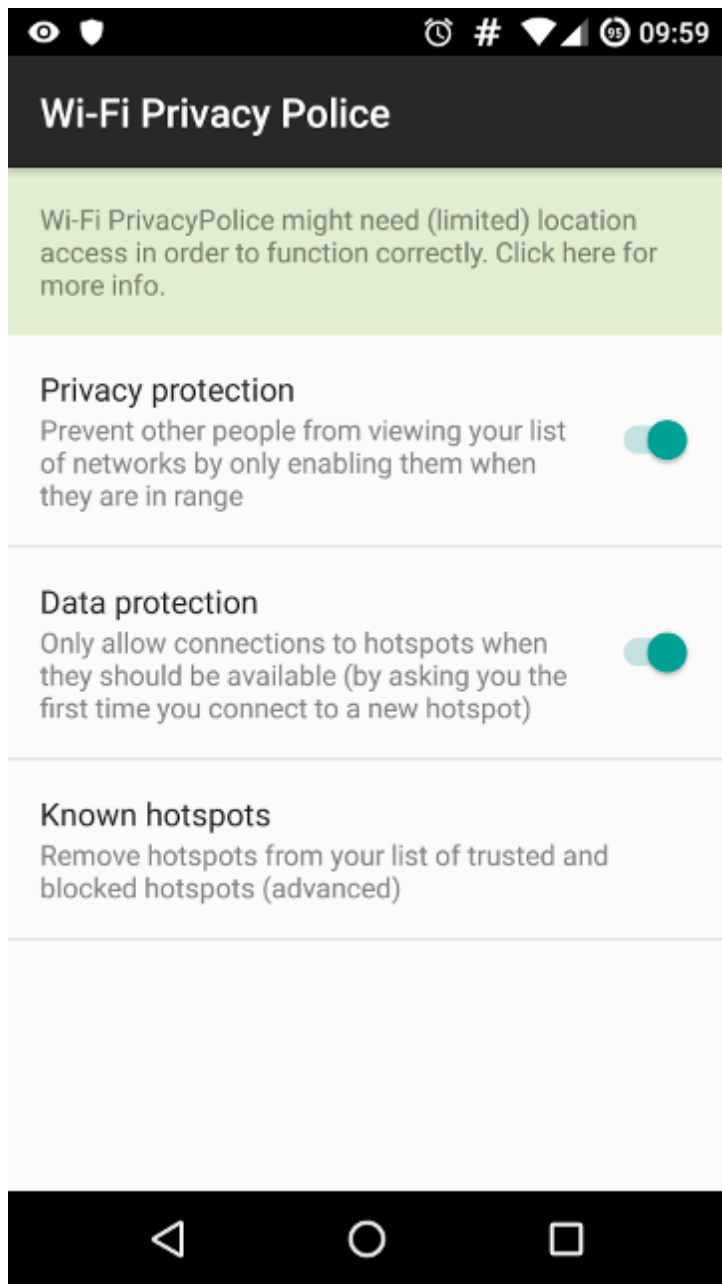 # 95 09:59
Wi-Fi Privacy Police
Wi-Fi PrivacyPolice might need (limited) location
access in order to function correctly. Click here for
more info.
Privacy protection
Prevent other people from viewing your list
of networks by only enabling them when
they are in range
Data protection
Only allow connections to hotspots when
they should be available (by asking you the
first time you connect to a new hotspot)
Known hotspots
Remove hotspots from your list of trusted and
blocked hotspots (advanced)